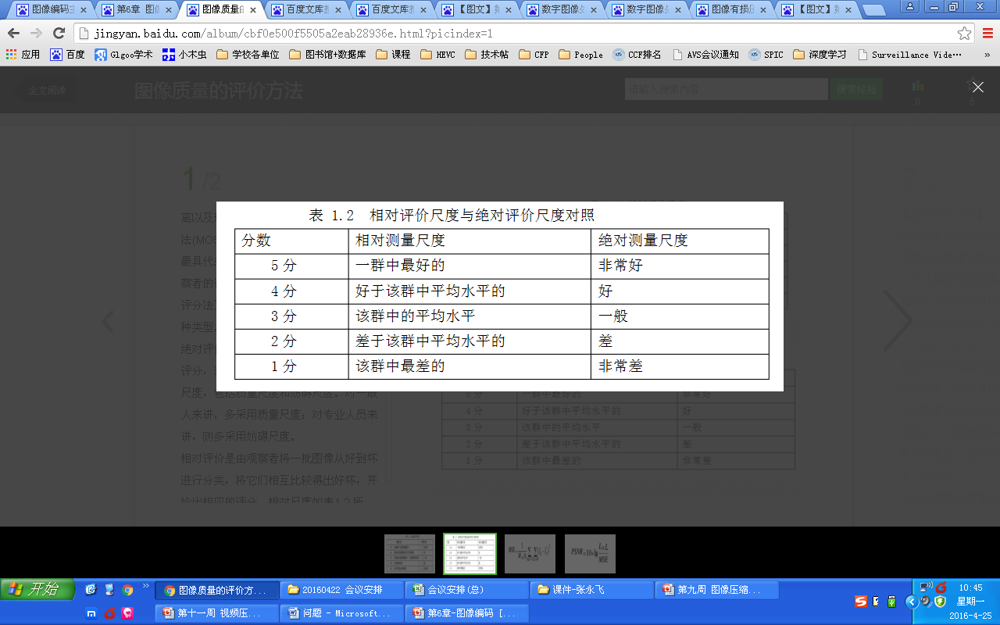 图像编码主
第6章 图像
图像质量的
百度文库搜
百度文库搜
【图文】第
数字图像处
数字图像处
图像有损压
【图文】第
jingyan.baidu.com/album/cbf0e500f5505a2eab28936e.html?picindex=1
应用 百度 Glgoo学术 小木虫 学校各单位 图书馆+数据库 课程 HEVC 技术帖 CFP People CCF排名 AVS会议通知 SPIC 深度学习 Surveillance Vide… »
全文阅读 图像质量的评价方法 请输入搜索内容 搜索经验 0 5
1 /2
表 1.2 相对评价尺度与绝对评价尺度对照
分数 相对测量尺度 绝对测量尺度
5 分 一群中最好的 非常好
4 分 好于该群中平均水平的 好
3 分 该群中的平均水平 一般
2 分 差于该群中平均水平的 差
1 分 该群中最差的 非常差
离以及环
法(MOS
最具代表
察者的评
评分法可
种类型。
绝对评价
评分,
尺度，包括质量尺度和妨碍尺度。对一般
人来讲，多采用质量尺度；对专业人员来
讲，则多采用妨碍尺度。
相对评价是由观察者将一批图像从好到坏
进行分类，将它们相互比较得出好坏，并
给出相应的评分。相对尺度如表1.2 所
5 分 一群中最好的 非常好
4 分 好于该群中平均水平的 好
3 分 该群中的平均水平 一般
2 分 差于该群中平均水平的 差
1 分 该群中最差的 非常差
开始 » 图像质量的评价方... 20160422 会议安排 会议安排(总) 课件-张永飞 第九周 图像压缩... 10:45
星期一
第十一周 视频压... 问题 - Microsoft... 第6章-图像编码 [... 2016-4-25